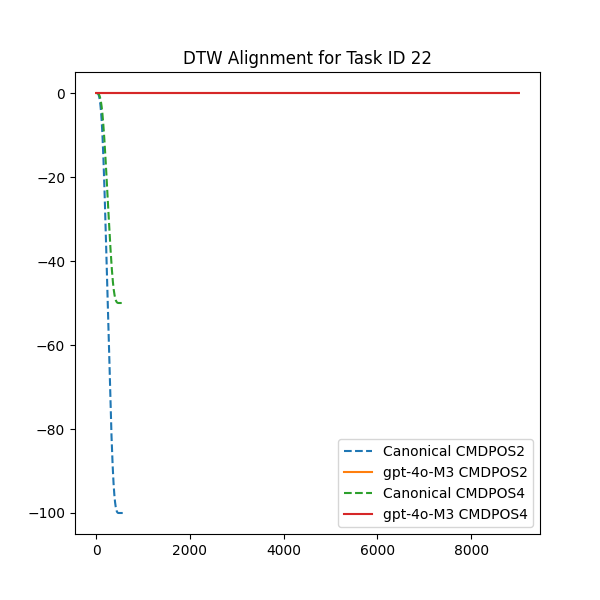 DTW Alignment for Task ID 22
0
−20
−40
−60
−80
−100
0 2000 4000 6000 8000
Canonical CMDPOS2
gpt-4o-M3 CMDPOS2
Canonical CMDPOS4
gpt-4o-M3 CMDPOS4